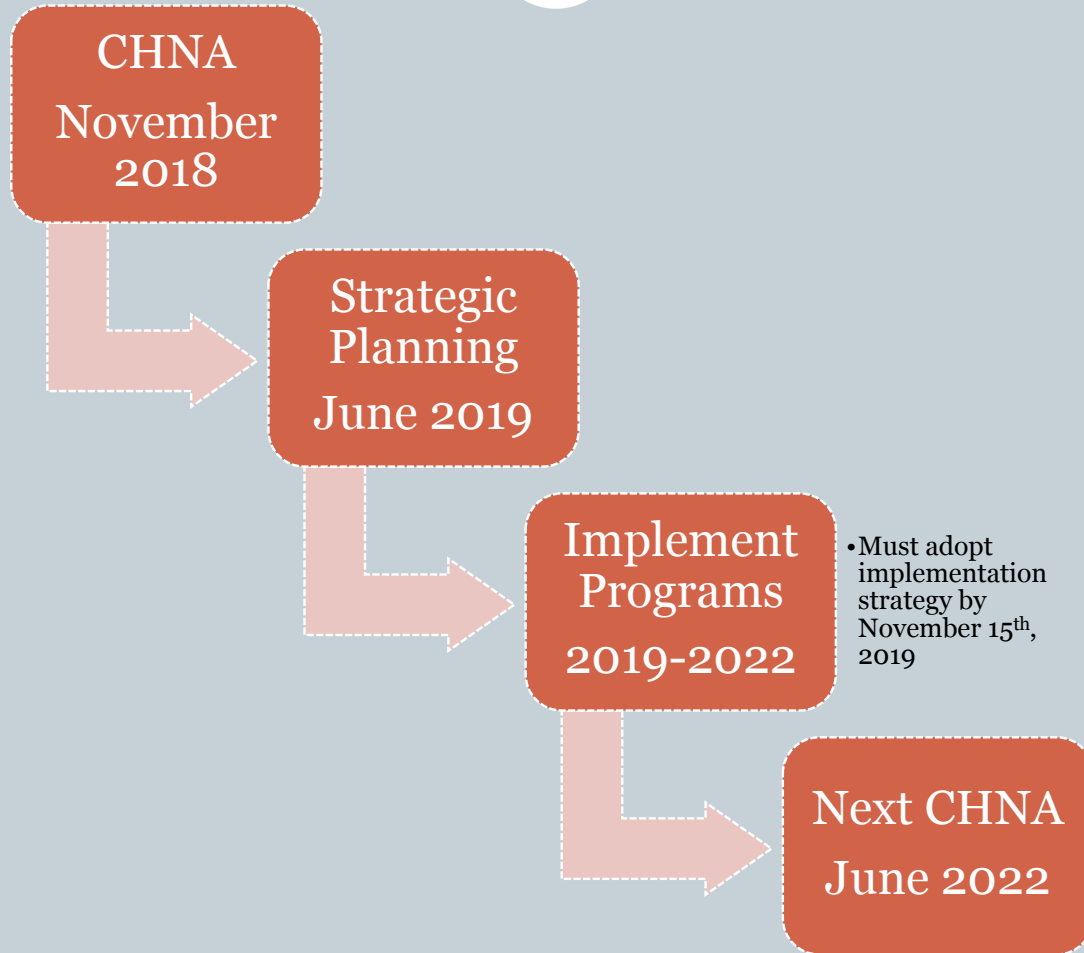 CHNA
November
2018
Strategic
Planning
June 2019
Implement
Programs
2019-2022
•Must adopt
implementation
strategy by
November 15th,
2019
Next CHNA
June 2022